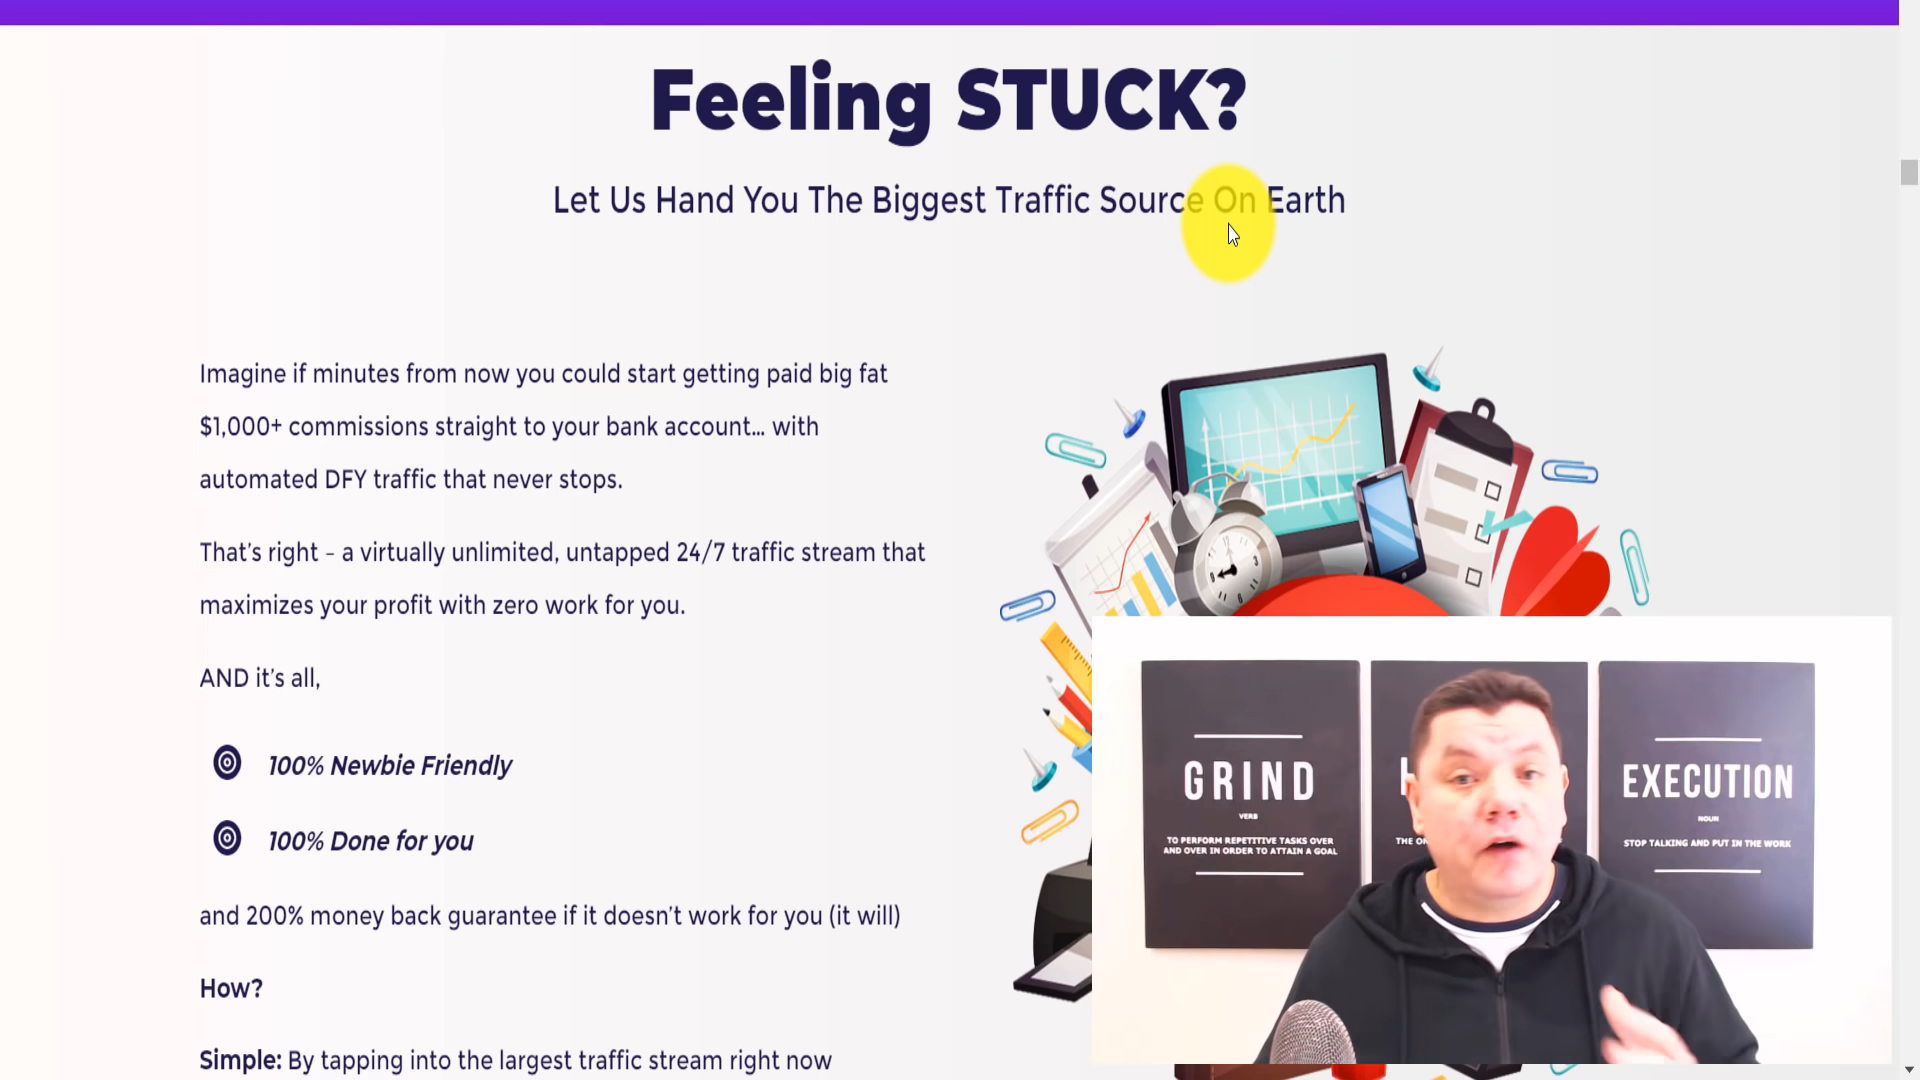 Feeling STUCK?
Let Us Hand You The Biggest Traffic Source On Earth
Imagine if minutes from now you could start getting paid big fat
$1,000+ commissions straight to your bank account... with
automated DFY traffic that never stops.
That's right – a virtually unlimited, untapped 24/7 traffic stream that
maximizes your profit with zero work for you.
AND it's all,
100% Newbie Friendly
100% Done for you
and 200% money back guarantee if it doesn't work for you (it will)
How?
Simple: By tapping into the largest traffic stream right now
GRIND
VERB
TO PERFORM REPETITIVE TASKS OVER
AND OVER IN ORDER TO ATTAIN A GOAL
EXECUTION
NOUN
STOP TALKING AND PUT IN THE WORK